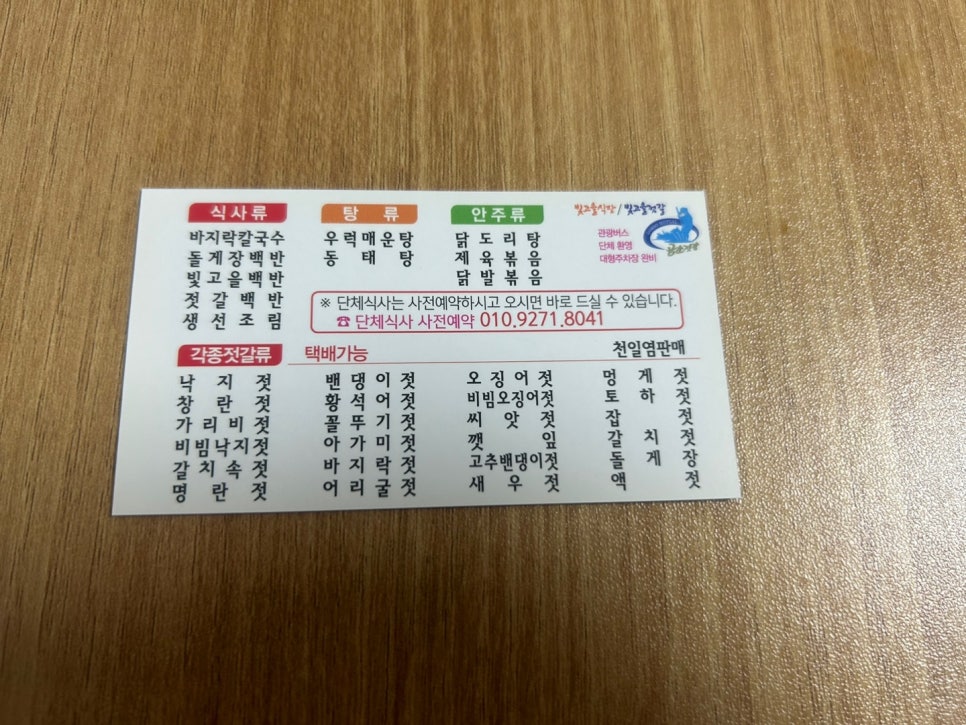 식사류
바지락칼국수
돌게장백반
빛고을백반
젓갈백반
생선조림
탕류
우럭매운탕
동태탕
안주류
닭도리탕
제육볶음
닭발볶음
빛고을식당/빛고을젓갈
관광버스
단체 환영
대형주차장 완비
※ 단체식사는 사전예약하시고 오시면 바로 드실 수 있습니다.
☎ 단체식사 사전예약 010.9271.8041
각종젓갈류
택배가능
천일염판매
낙지젓
창란젓
가리비젓
비빔낙지젓
갈치속젓
명란젓
밴댕이젓
황석어젓
꼴뚜기젓
아가미젓
바지락젓
어리굴젓
오징어젓
비빔오징어젓
씨앗젓
깻잎
고추밴댕이젓
새우젓
멍게젓
토하젓
잡젓
갈치젓
돌게장
액젓